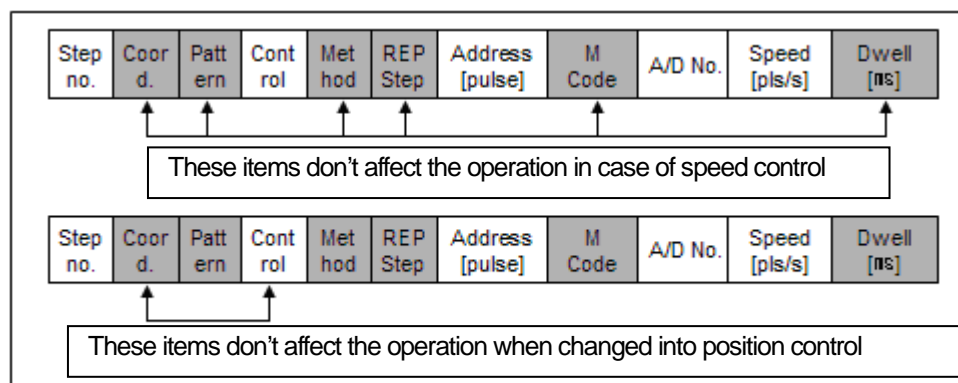 Step Coor Patt Cont Met REP Address M A/D No. Speed Dwell
no. d. ern rol hod Step [pulse] Code [pls/s] [ms]
These items don't affect the operation in case of speed control
Step Coor Patt Cont Met REP Address M A/D No. Speed Dwell
no. d. ern rol hod Step [pulse] Code [pls/s] [ms]
These items don't affect the operation when changed into position control